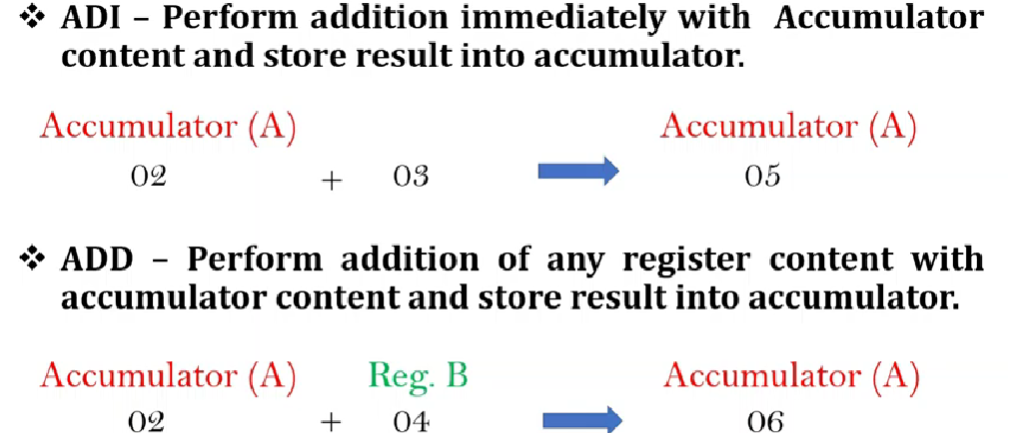 ❖ ADI – Perform addition immediately with Accumulator
content and store result into accumulator.
Accumulator (A) Accumulator (A)
02 + 03 05
❖ ADD – Perform addition of any register content with
accumulator content and store result into accumulator.
Accumulator (A) Reg. B Accumulator (A)
02 + 04 06